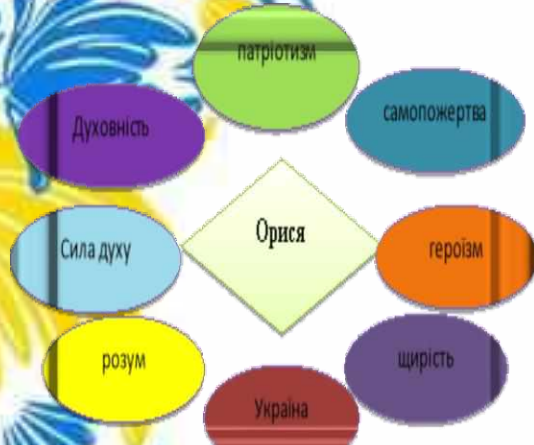 патріотизм
самопожертва
Духовність
Орися
Сила духу
героїзм
розум
щирість
Україна